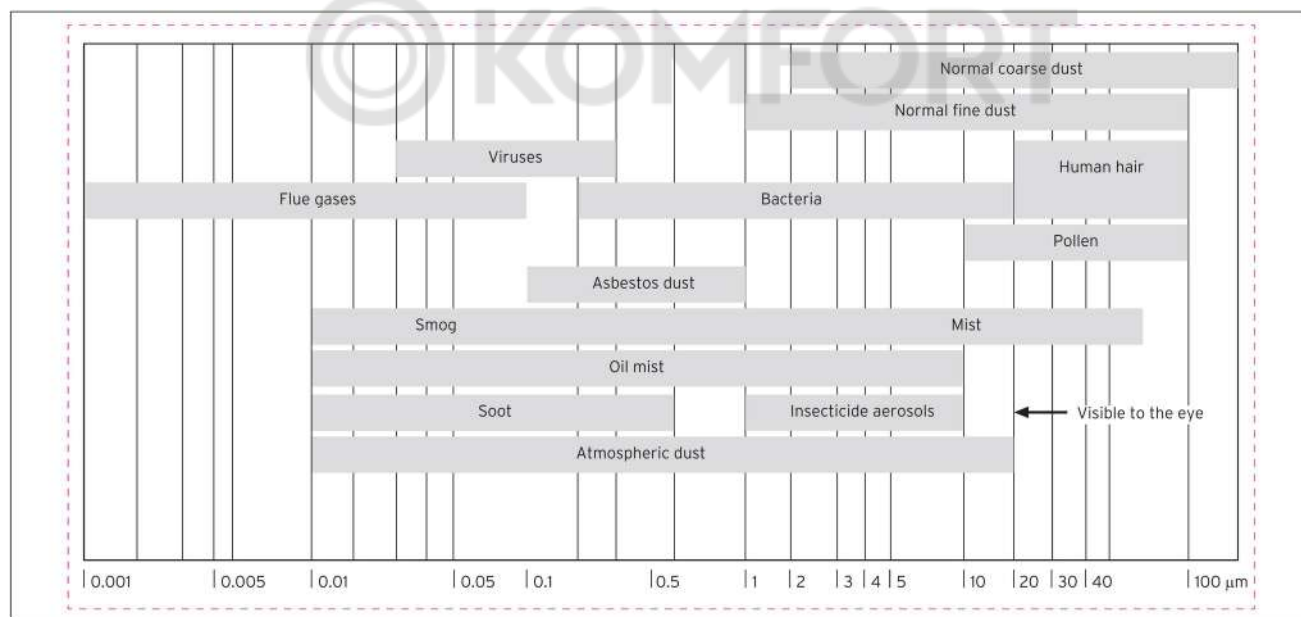 KOMFORT
Normal coarse dust
Normal fine dust
Viruses
Human hair
Flue gases
Bacteria
Pollen
Asbestos dust
Smog
Mist
Oil mist
Soot
Insecticide aerosols
Visible to the eye
Atmospheric dust
0.001 0.005 0.01 0.05 0.1 0.5 1 2 3 4 5 10 20 30 40 100 μm